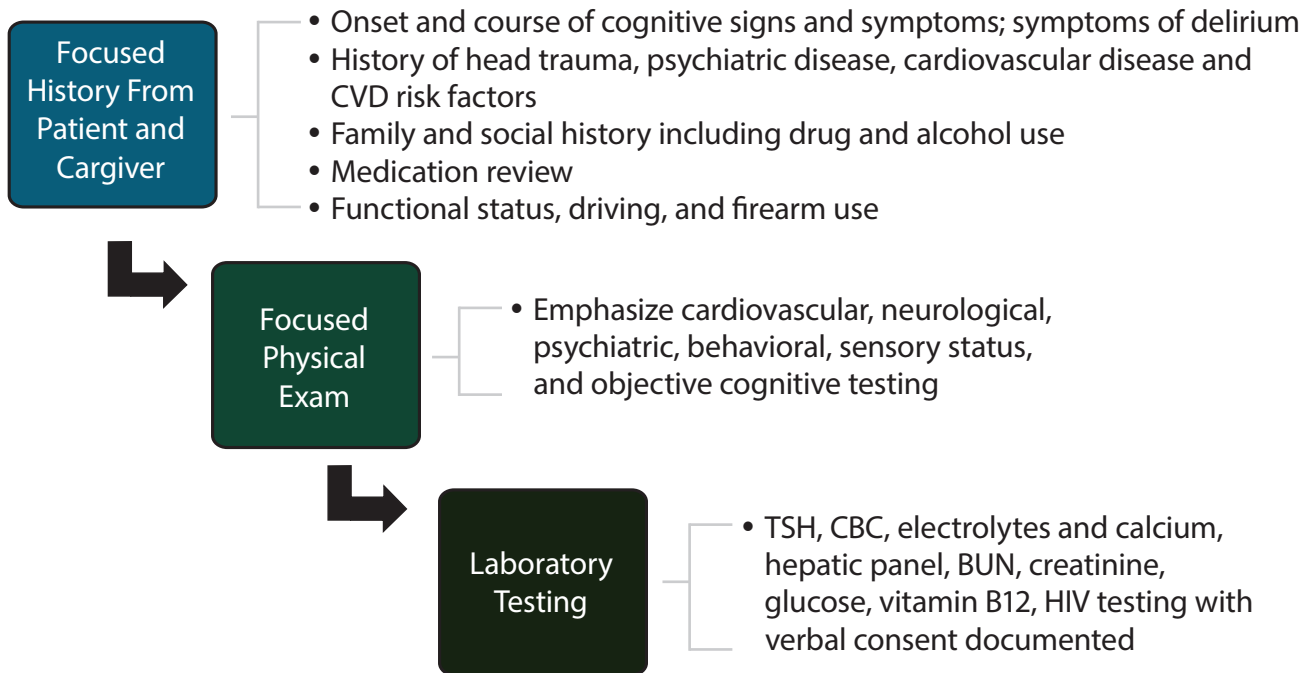 Focused
History From
Patient and
Cargiver
• Onset and course of cognitive signs and symptoms; symptoms of delirium
• History of head trauma, psychiatric disease, cardiovascular disease and
CVD risk factors
• Family and social history including drug and alcohol use
• Medication review
• Functional status, driving, and firearm use
Focused
Physical
Exam
• Emphasize cardiovascular, neurological,
psychiatric, behavioral, sensory status,
and objective cognitive testing
Laboratory
Testing
• TSH, CBC, electrolytes and calcium,
hepatic panel, BUN, creatinine,
glucose, vitamin B12, HIV testing with
verbal consent documented